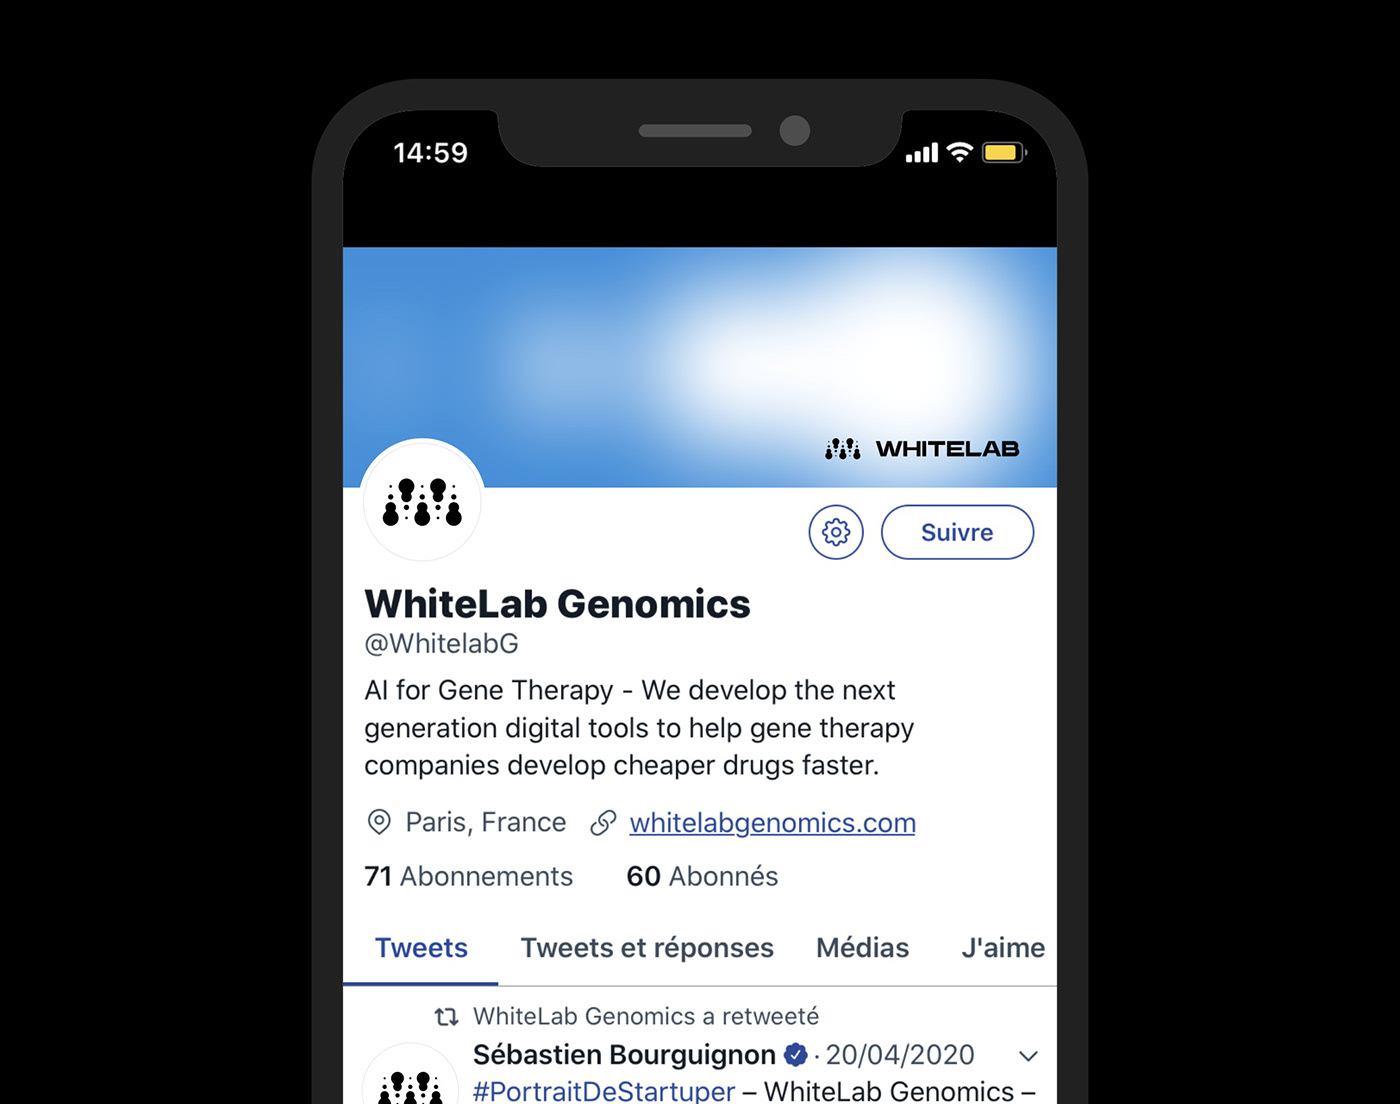 14:59
WHITELAB
Suivre
WhiteLab Genomics
@WhitelabG
AI for Gene Therapy - We develop the next
generation digital tools to help gene therapy
companies develop cheaper drugs faster.
Paris, France whitelabgenomics.com
71 Abonnements 60 Abonnés
Tweets Tweets et réponses Médias J'aime
WhiteLab Genomics a retweeté
Sébastien Bourguignon · 20/04/2020
#PortraitDeStartuper – WhiteLab Genomics –